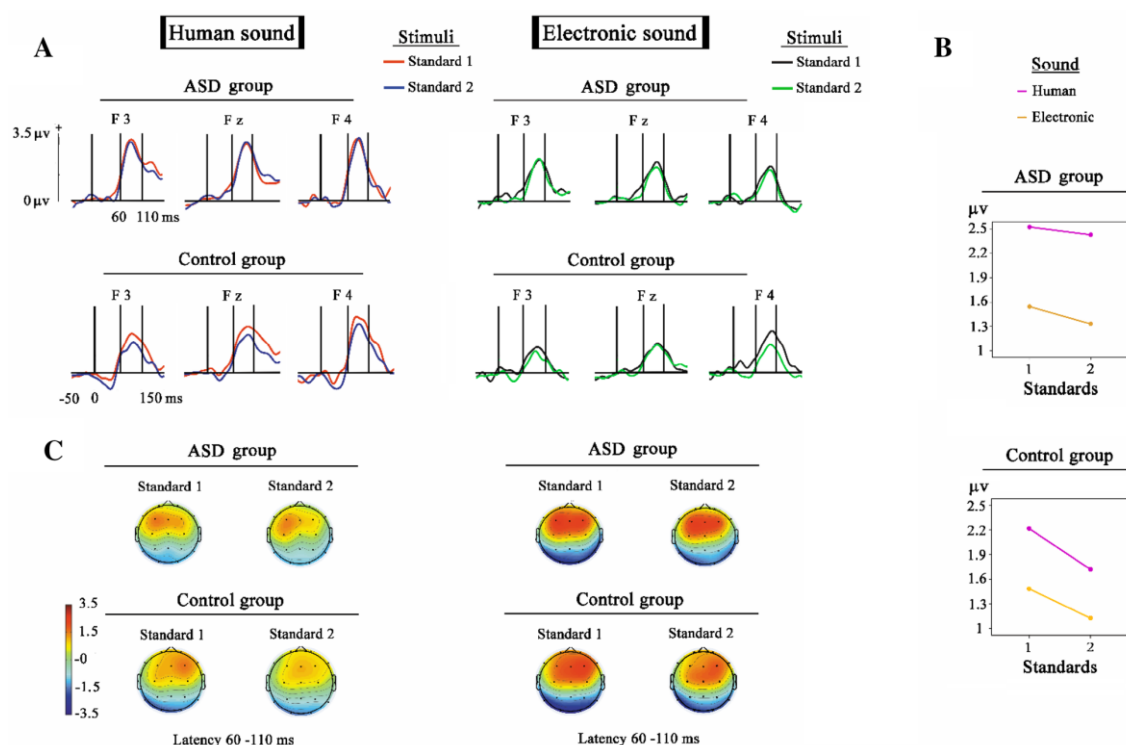 A
Human sound
Stimuli
Standard 1
Standard 2
Electronic sound
Stimuli
Standard 1
Standard 2
ASD group
F 3
F z
F 4
3.5 μv +
0 μv
60 110 ms
ASD group
F 3
F z
F 4
Control group
F 3
F z
F 4
-50 0 150 ms
Control group
F 3
F z
F 4
B
Sound
Human
Electronic
ASD group
μv
2.5
2.2
1.9
1.6
1.3
1
1 2
Standards
Control group
μv
2.5
2.2
1.9
1.6
1.3
1
1 2
Standards
C
ASD group
Standard 1 Standard 2
Control group
Standard 1 Standard 2
3.5
1.5
-0
-1.5
-3.5
Latency 60 -110 ms
ASD group
Standard 1 Standard 2
Control group
Standard 1 Standard 2
Latency 60 -110 ms